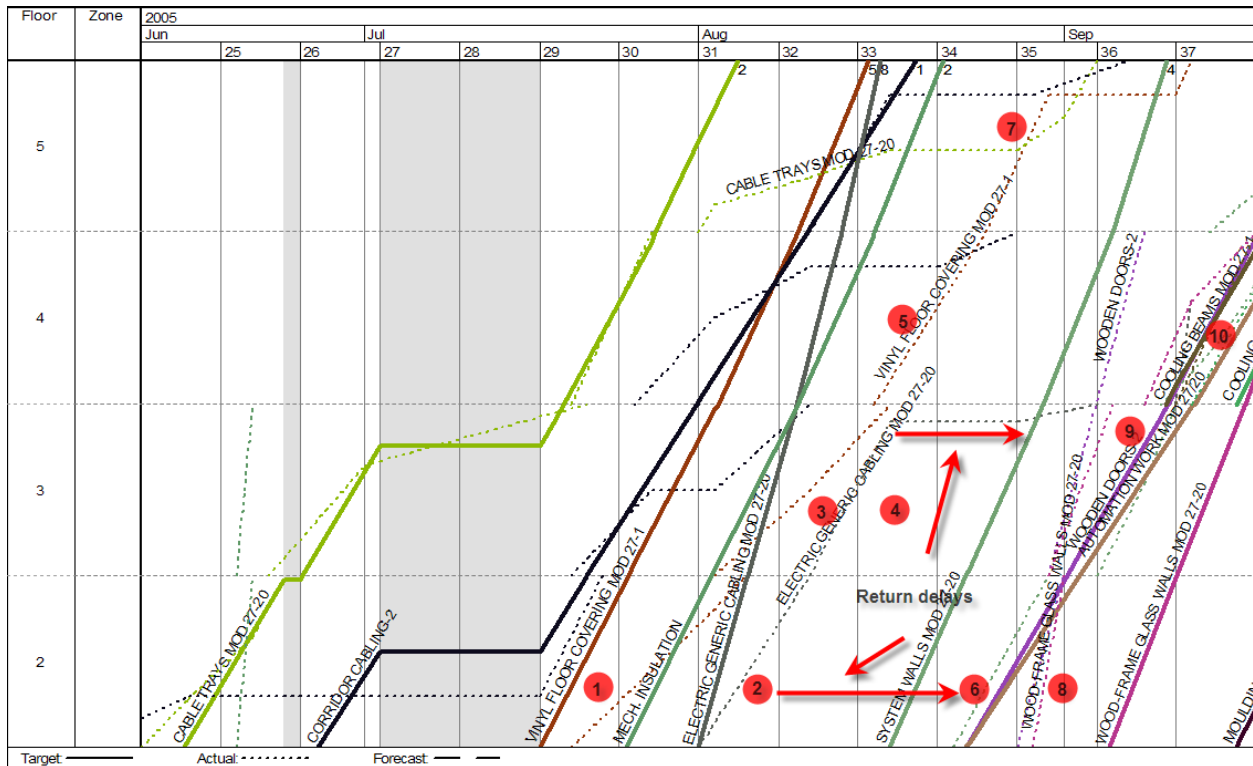 Floor
Zone
2005
Jun
Jul
Aug
Sep
25
26
27
28
29
30
31
32
33
34
35
36
37
2
5
8
1
2
4
5
7
CABLE TRAYS MOD 27-20
VINYL FLOOR COVERING MOD 27-1
4
5
WOODEN DOORS-2
COOLING BEAMS MOD 27-1
10
COOLING
3
3
4
ELECTRIC GENERIC CABLING MOD 27-20
9
WOODEN DOORS-2
AUTOMATION WORK MOD 27/20
WOOD-FRAME GLASS WALLS MOD 27-20
Return delays
2
CABLE TRAYS MOD 27-20
CORRIDOR CABLING-2
VINYL FLOOR COVERING MOD 27-1
1
MECH. INSULATION
ELECTRIC GENERIC CABLING MOD 27-20
2
SYSTEM WALLS MOD 27-20
6
8
WOOD-FRAME GLASS WALLS MOD 27-20
MOULDIN
Target:
Actual:
Forecast: